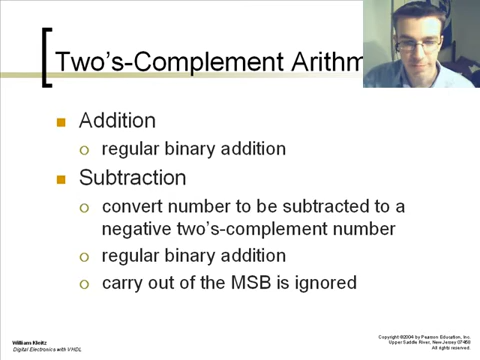 Two's-Complement Arithm
Addition
regular binary addition
Subtraction
convert number to be subtracted to a
negative two's-complement number
regular binary addition
carry out of the MSB is ignored
William Kleitz
Digital Electronics with VHDL
Copyright ©2004 by Pearson Education, Inc.
Upper Saddle River, New Jersey 07458
All rights reserved.